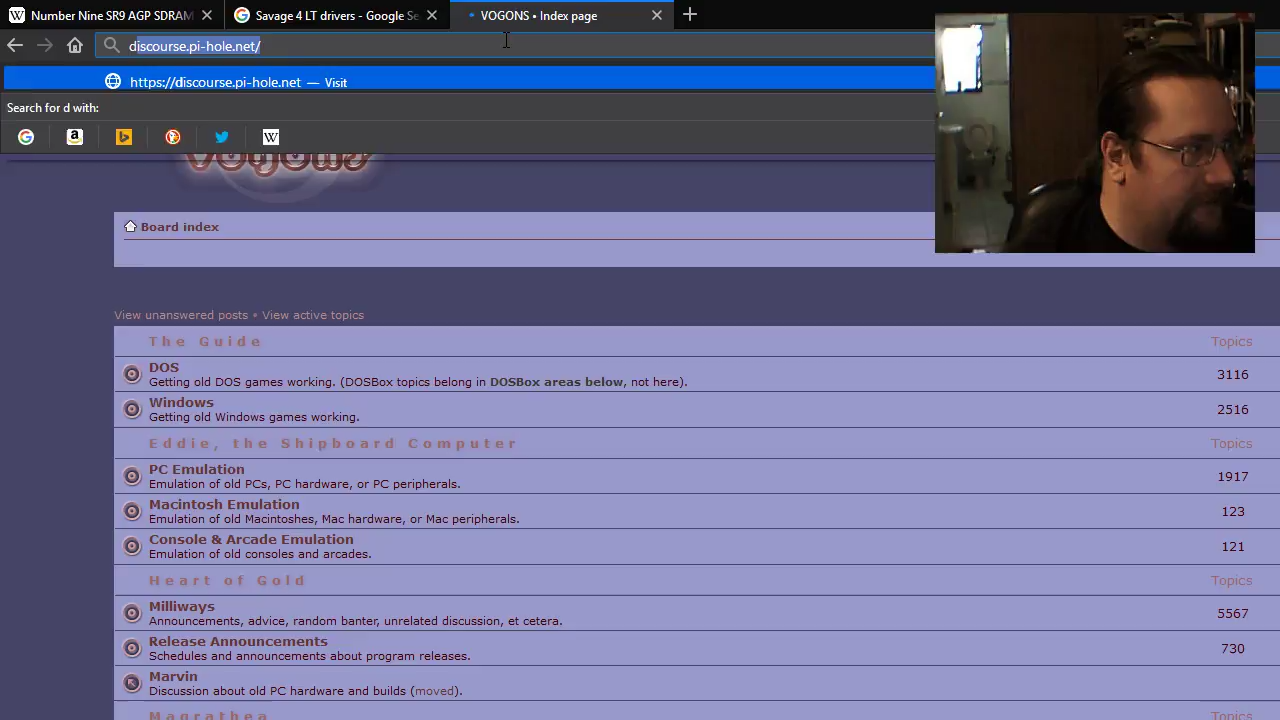 Number Nine SR9 AGP SDRAM
Savage 4 LT drivers - Google Se
VOGONS • Index page
discourse.pi-hole.net/
https://discourse.pi-hole.net — Visit
Search for d with:
Vogons
Board index
View unanswered posts • View active topics
The Guide Topics
DOS
Getting old DOS games working. (DOSBox topics belong in DOSBox areas below, not here).
3116
Windows
Getting old Windows games working.
2516
Eddie, the Shipboard Computer Topics
PC Emulation
Emulation of old PCs, PC hardware, or PC peripherals.
1917
Macintosh Emulation
Emulation of old Macintoshes, Mac hardware, or Mac peripherals.
123
Console & Arcade Emulation
Emulation of old consoles and arcades.
121
Heart of Gold Topics
Milliways
Announcements, advice, random banter, unrelated discussion, et cetera.
5567
Release Announcements
Schedules and announcements about program releases.
730
Marvin
Discussion about old PC hardware and builds (moved).
Magrathea Topics